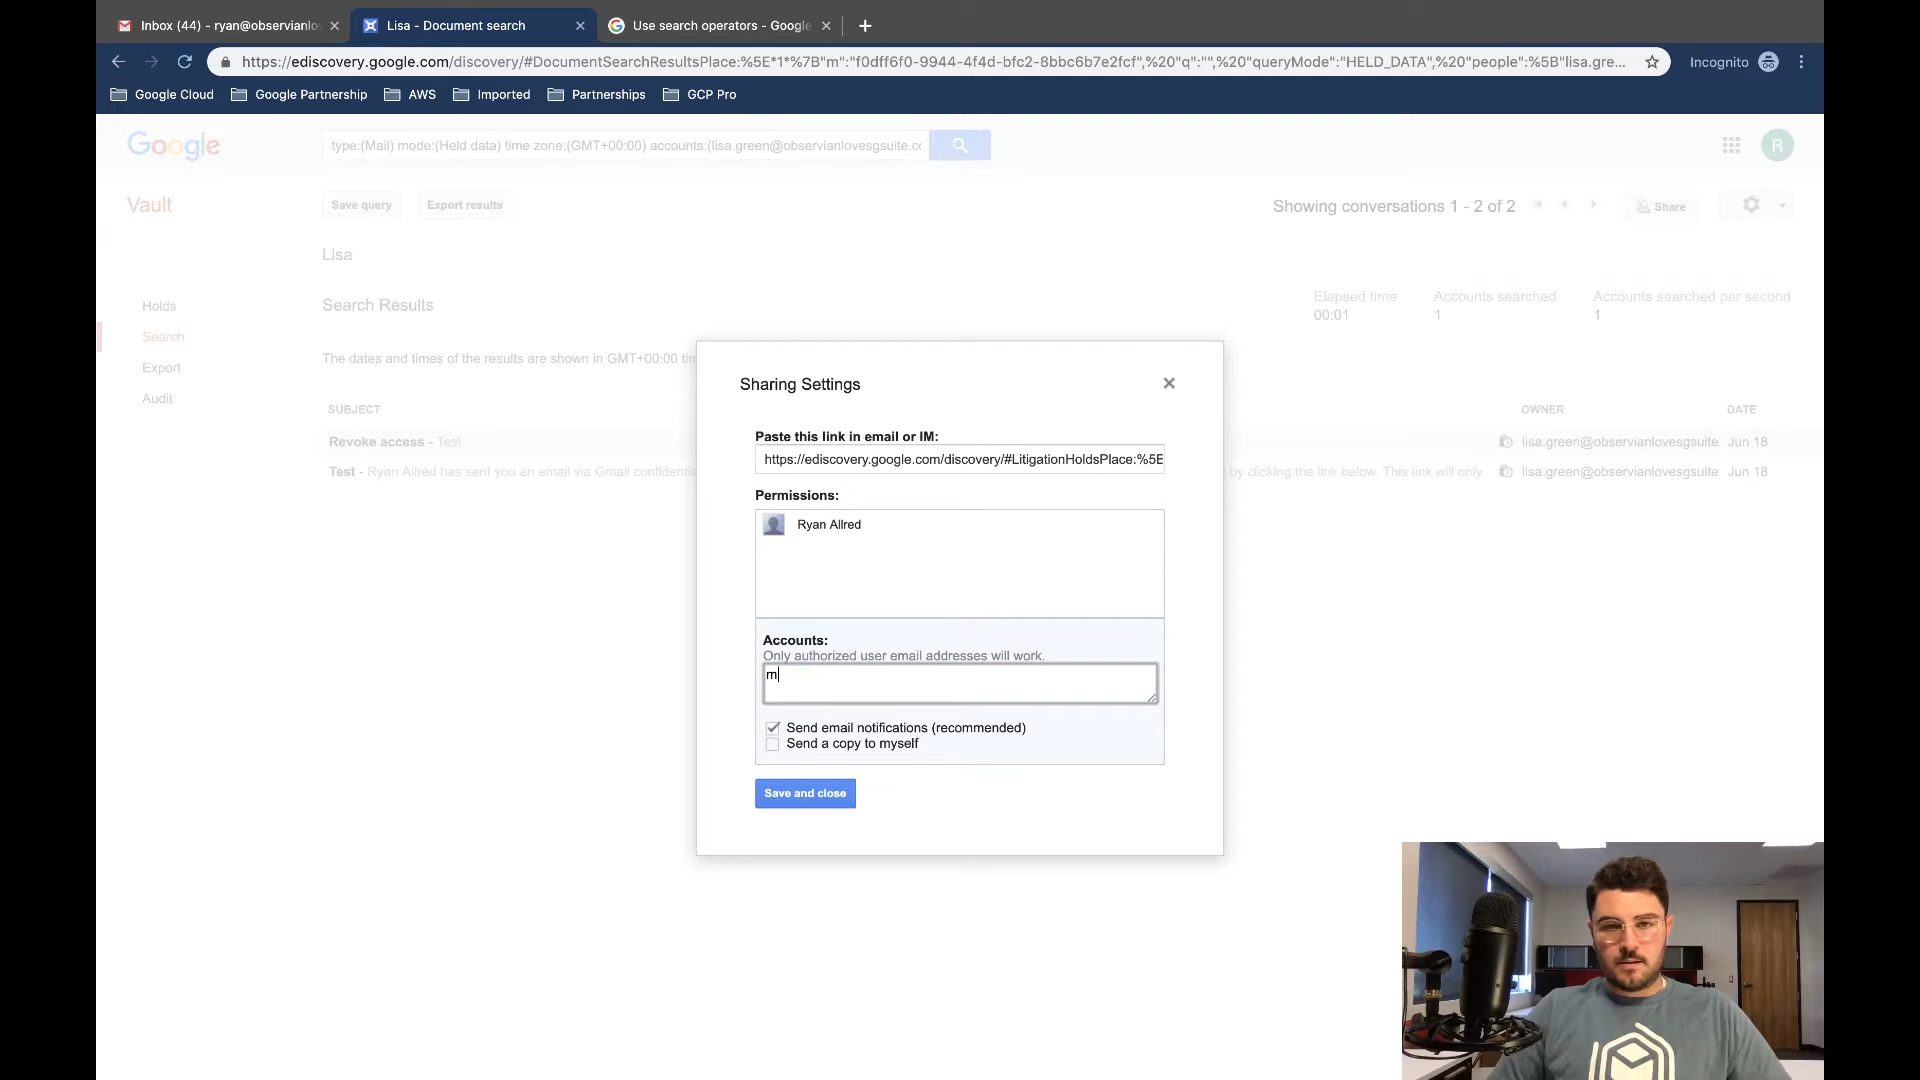 Inbox (44) - ryan@observianlo
Lisa - Document search
Use search operators - Google
https://ediscovery.google.com/discovery/#DocumentSearchResultsPlace:%5E*1*%7B"m":"f0dff6f0-9944-4f4d-bfc2-8bbc6b7e2fcf",%20"q":"",%20"queryMode":"HELD_DATA",%20"people":%5B"lisa.gre...
Incognito
Google Cloud
Google Partnership
AWS
Imported
Partnerships
GCP Pro
Google
type:(Mail) mode:(Held data) time zone:(GMT+00:00) accounts:(lisa.green@observianlovesgsuite.co
R
Vault
Save query
Export results
Showing conversations 1 - 2 of 2
Share
Lisa
Holds
Search
Export
Audit
Search Results
Elapsed time
00:01
Accounts searched
1
Accounts searched per second
1
The dates and times of the results are shown in GMT+00:00 tim
SUBJECT
OWNER
DATE
Revoke access - Test
lisa.green@observianlovesgsuite
Jun 18
Test - Ryan Allred has sent you an email via Gmail confidentia
by clicking the link below. This link will only
lisa.green@observianlovesgsuite
Jun 18
Sharing Settings
Paste this link in email or IM:
https://ediscovery.google.com/discovery/#LitigationHoldsPlace:%5E
Permissions:
Ryan Allred
Accounts:
Only authorized user email addresses will work.
m
Send email notifications (recommended)
Send a copy to myself
Save and close